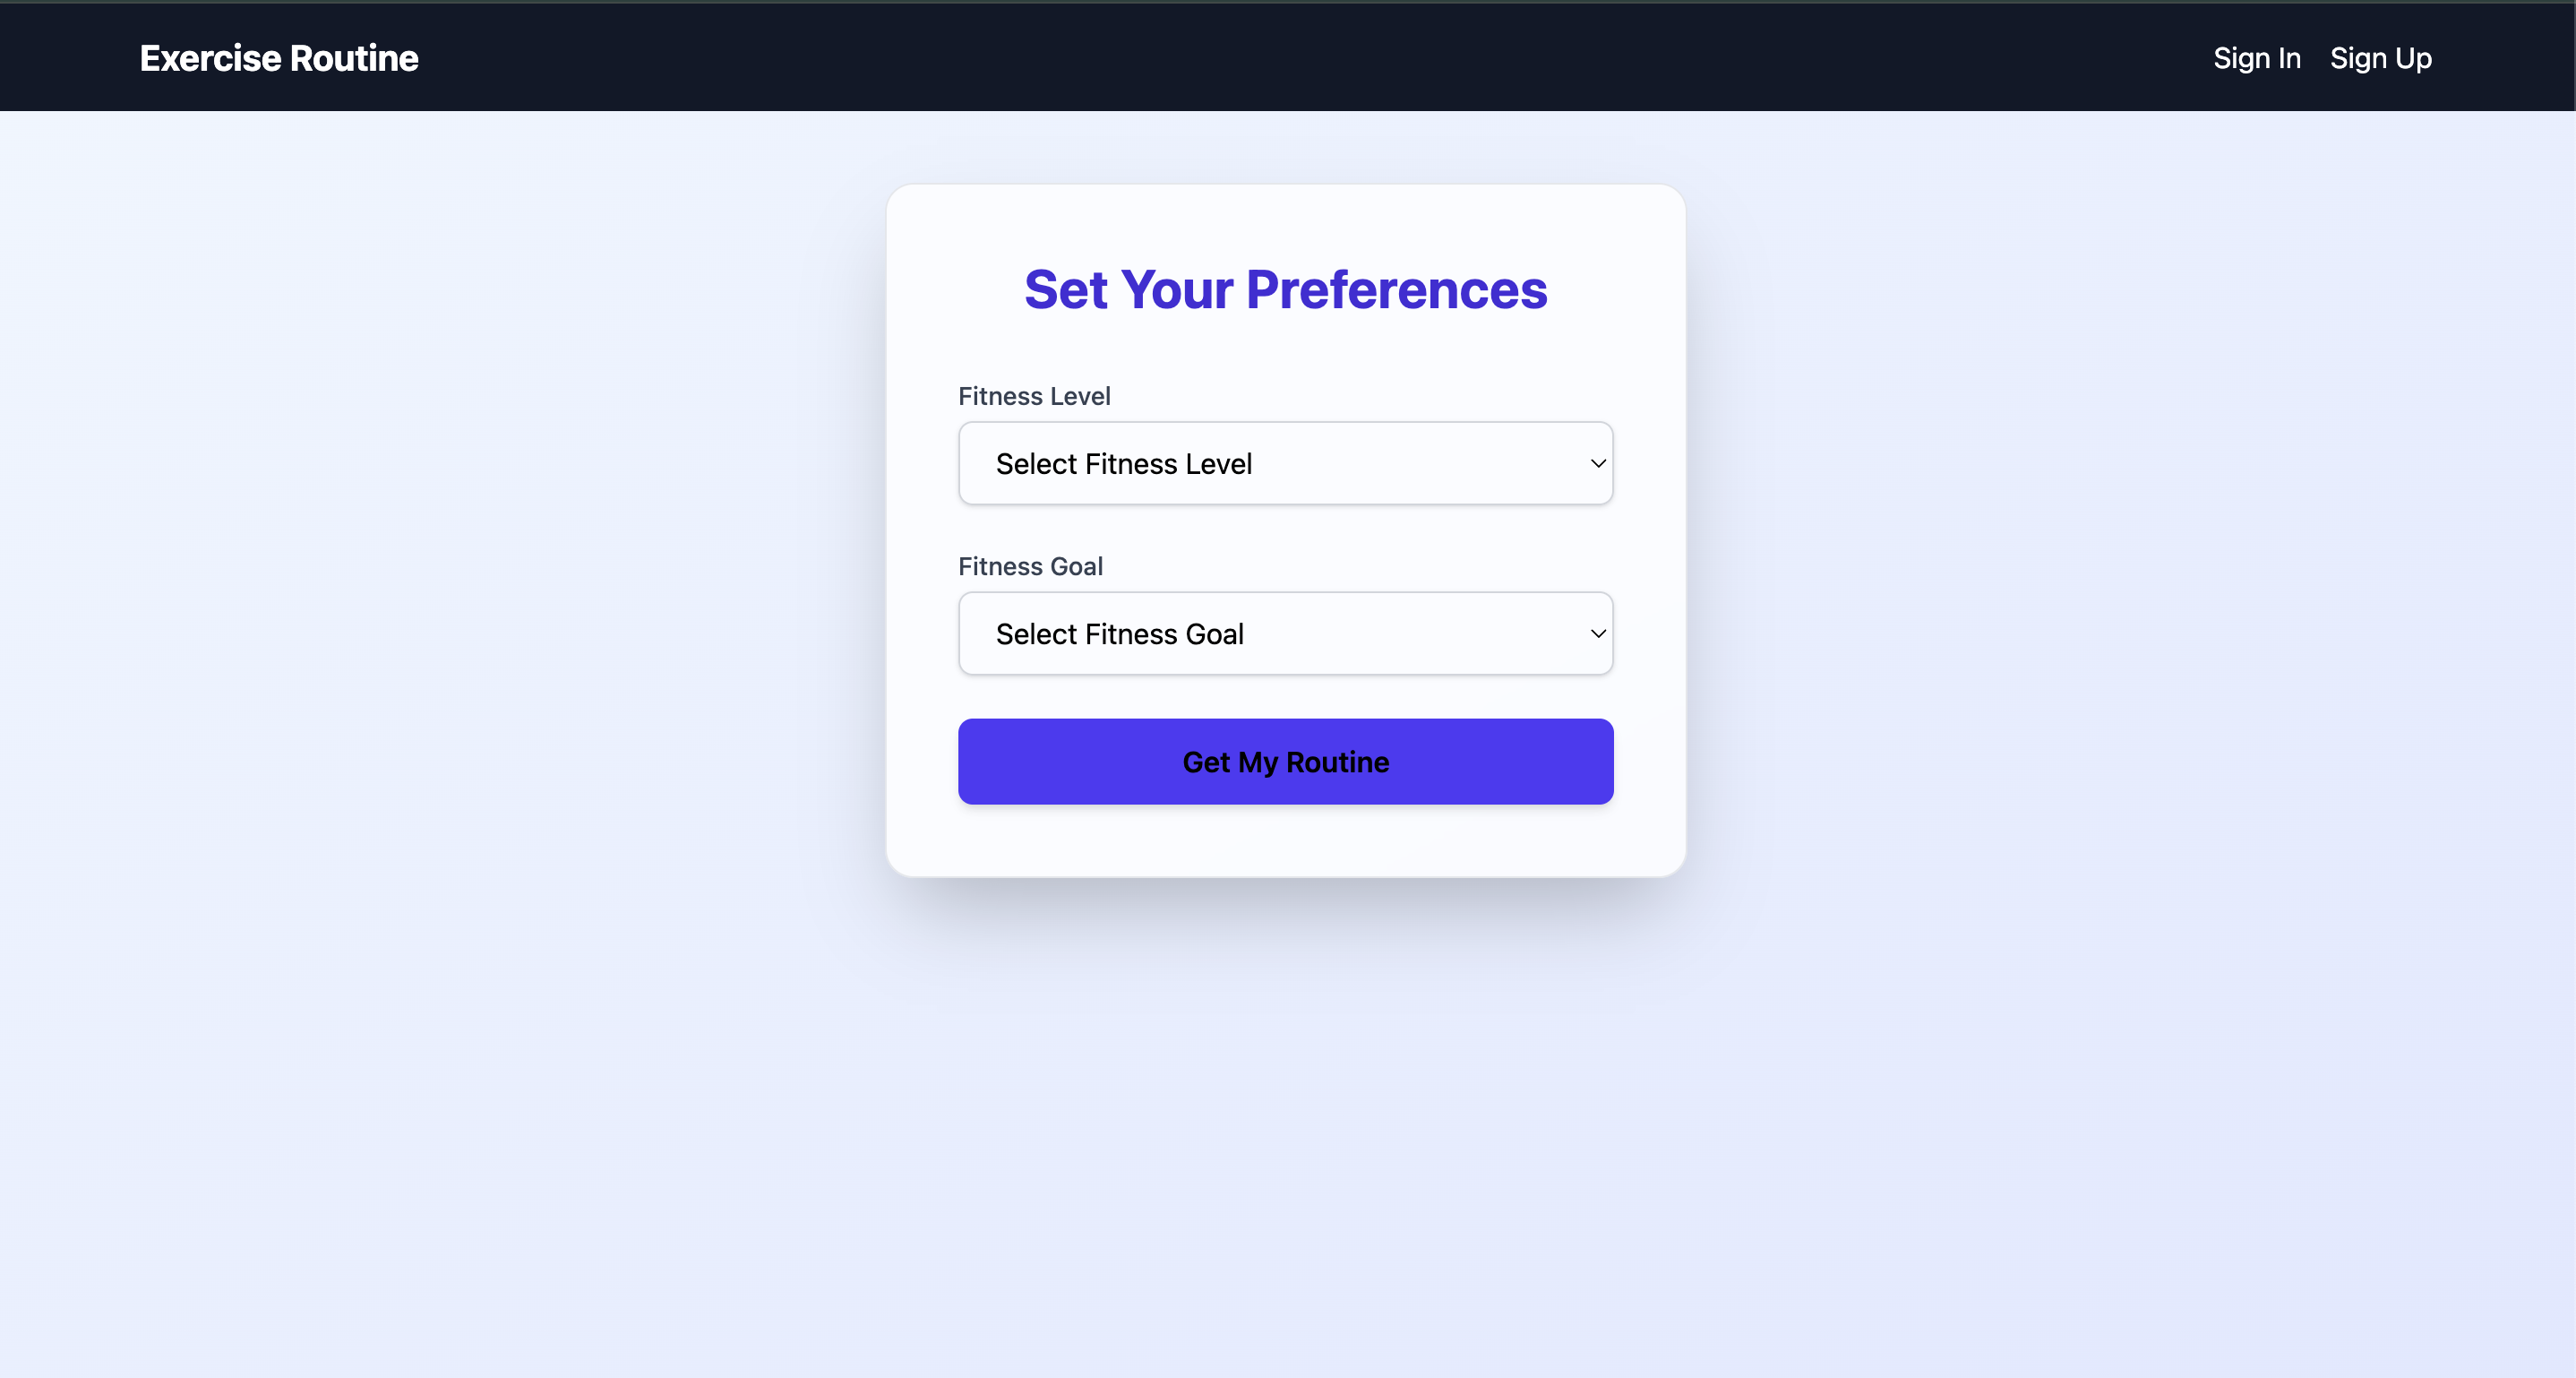 Exercise Routine
Sign In Sign Up
Set Your Preferences
Fitness Level
Select Fitness Level
Fitness Goal
Select Fitness Goal
Get My Routine